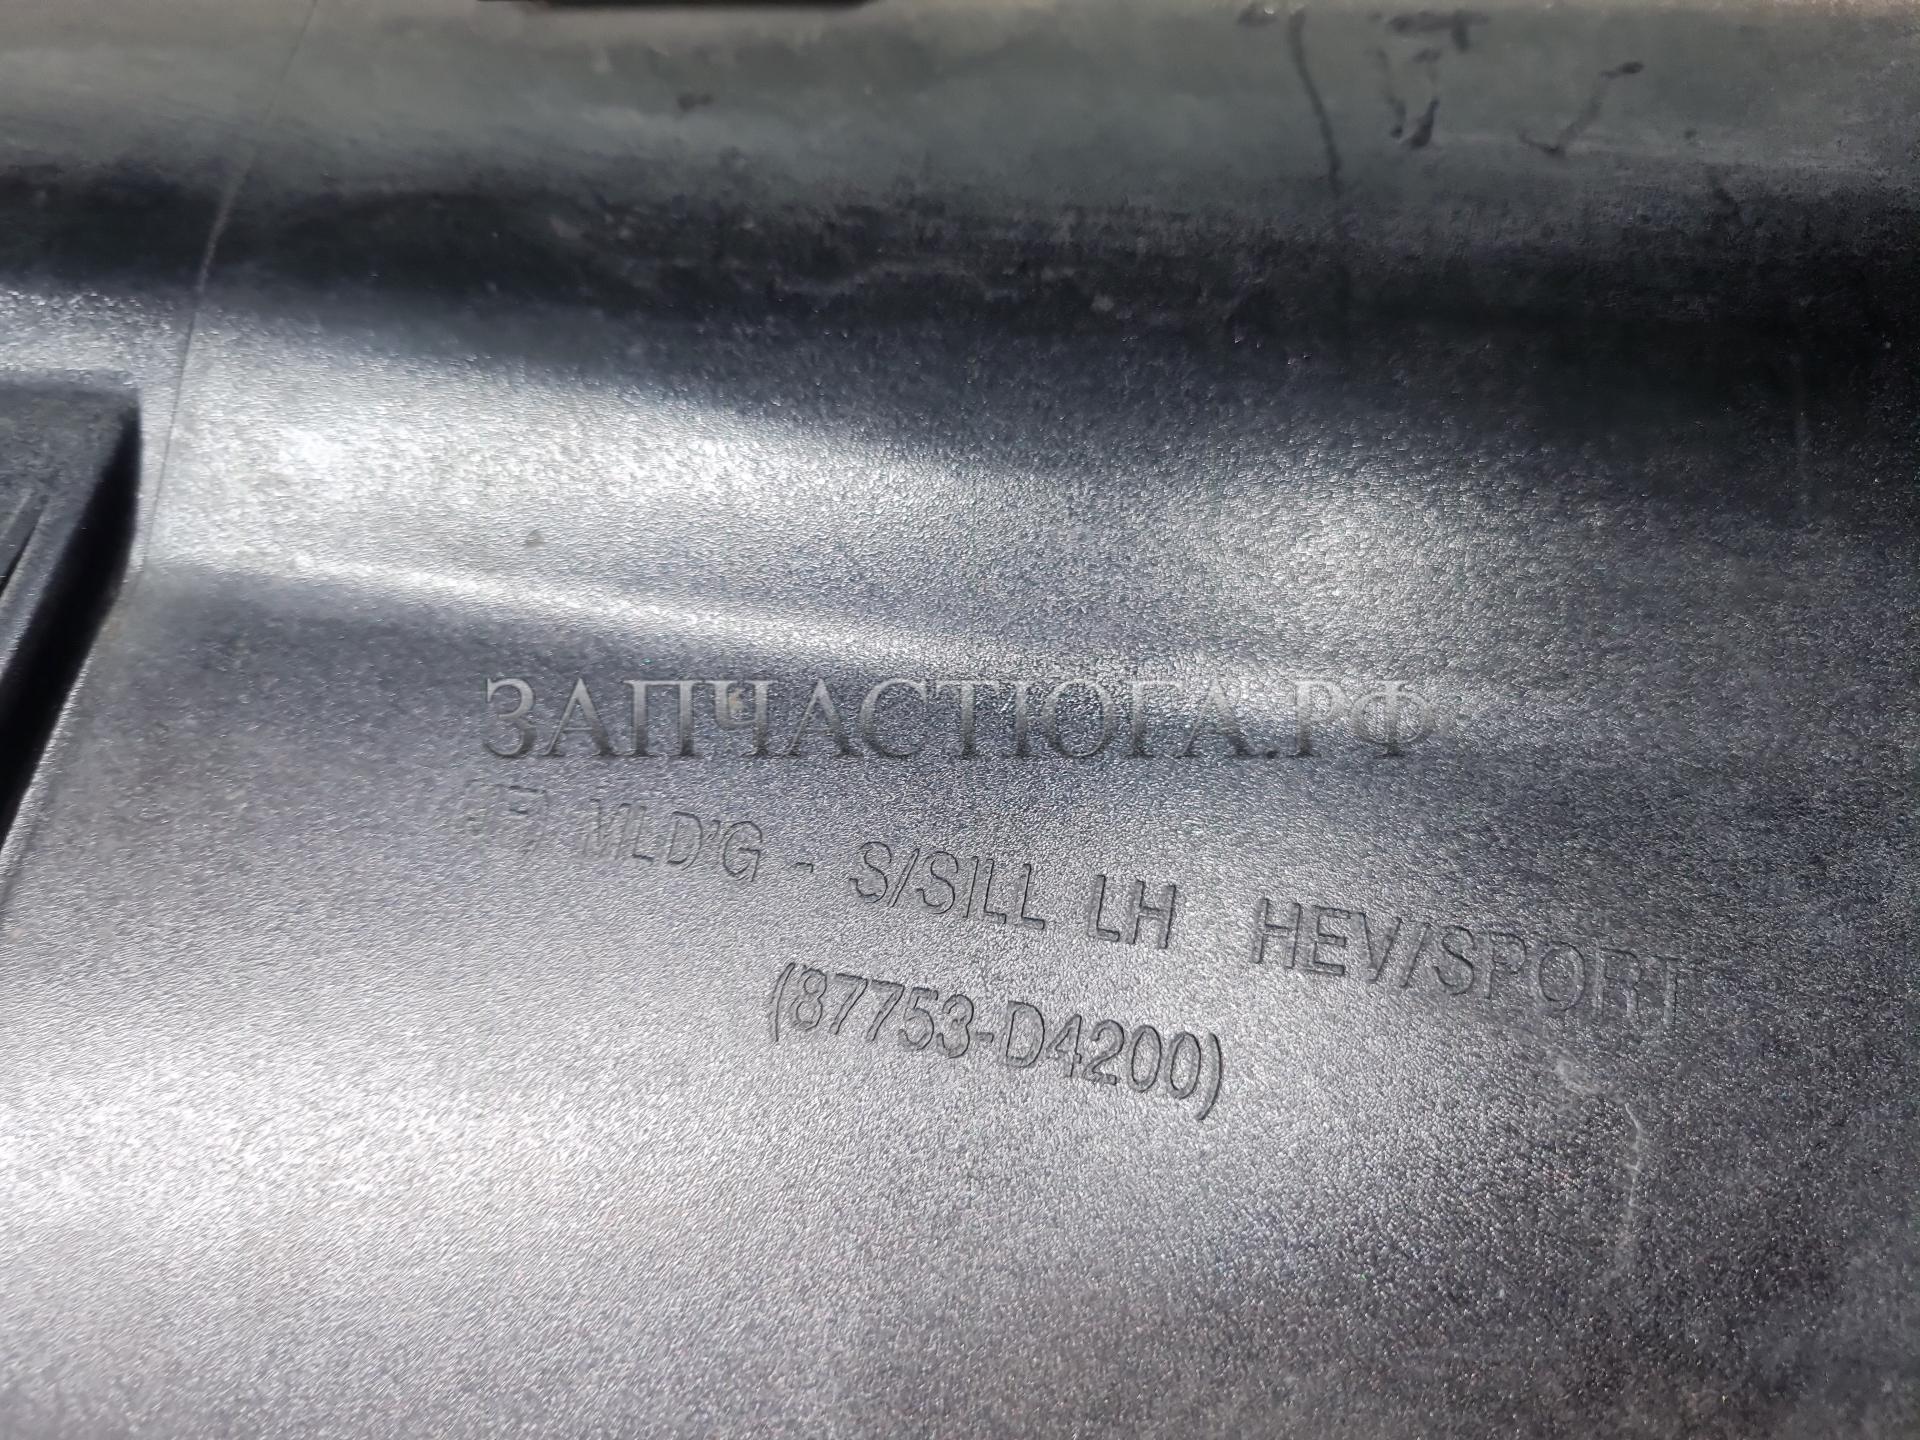 ЗАПЧАСТЮГА.РФ
MLD'G - S/SILL LH HEV/SPORT
(87753-D4200)